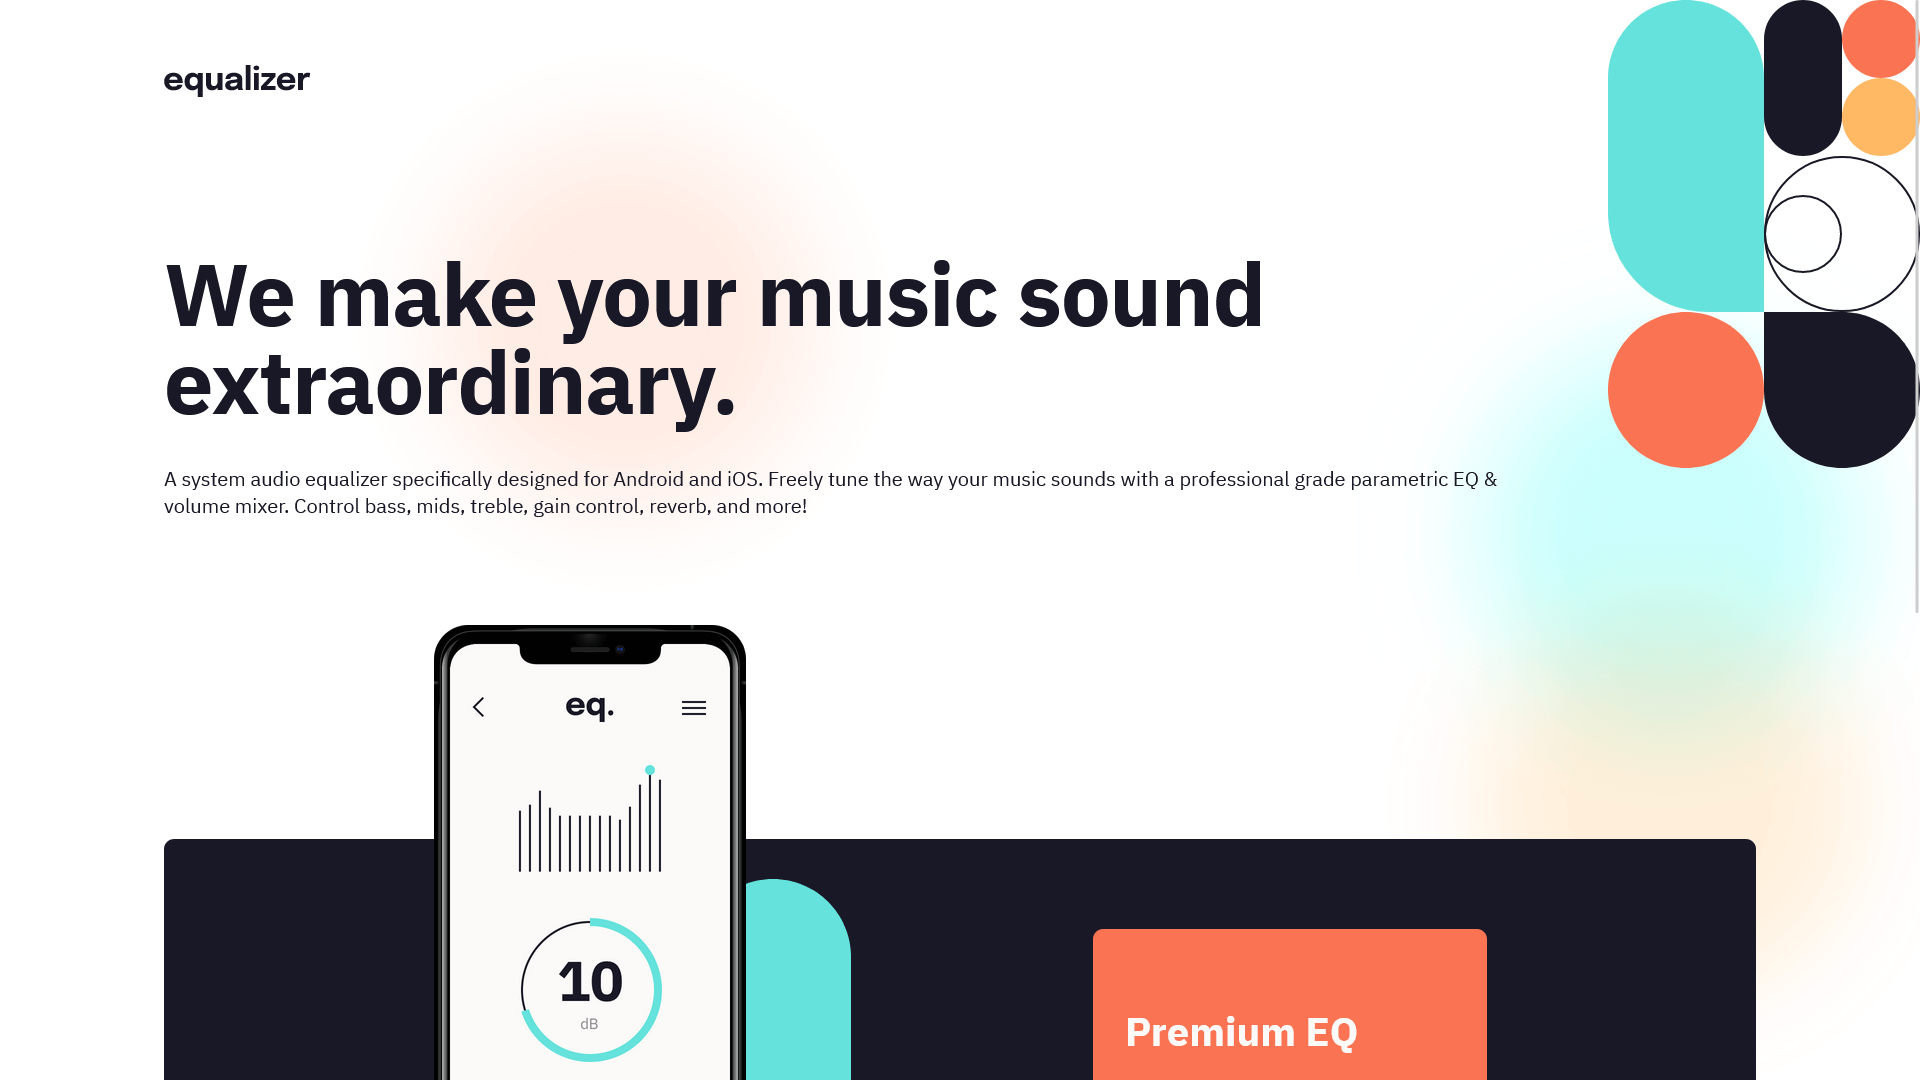 equalizer
We make your music sound
extraordinary.
A system audio equalizer specifically designed for Android and iOS. Freely tune the way your music sounds with a professional grade parametric EQ &
volume mixer. Control bass, mids, treble, gain control, reverb, and more!
eq.
10
dB
Premium EQ